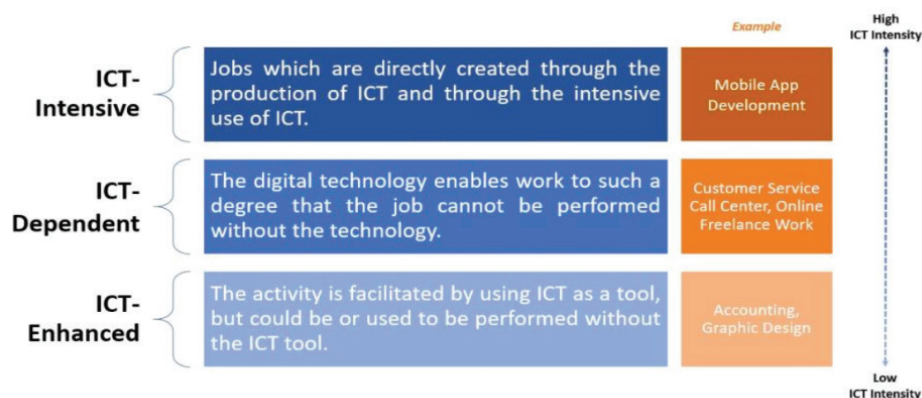 Example
High
ICT Intensity
ICT-
Intensive
Jobs which are directly created through the
production of ICT and through the intensive
use of ICT.
Mobile App
Development
ICT-
Dependent
The digital technology enables work to such a
degree that the job cannot be performed
without the technology.
Customer Service
Call Center, Online
Freelance Work
ICT-
Enhanced
The activity is facilitated by using ICT as a tool,
but could be or used to be performed without
the ICT tool.
Accounting,
Graphic Design
Low
ICT Intensity